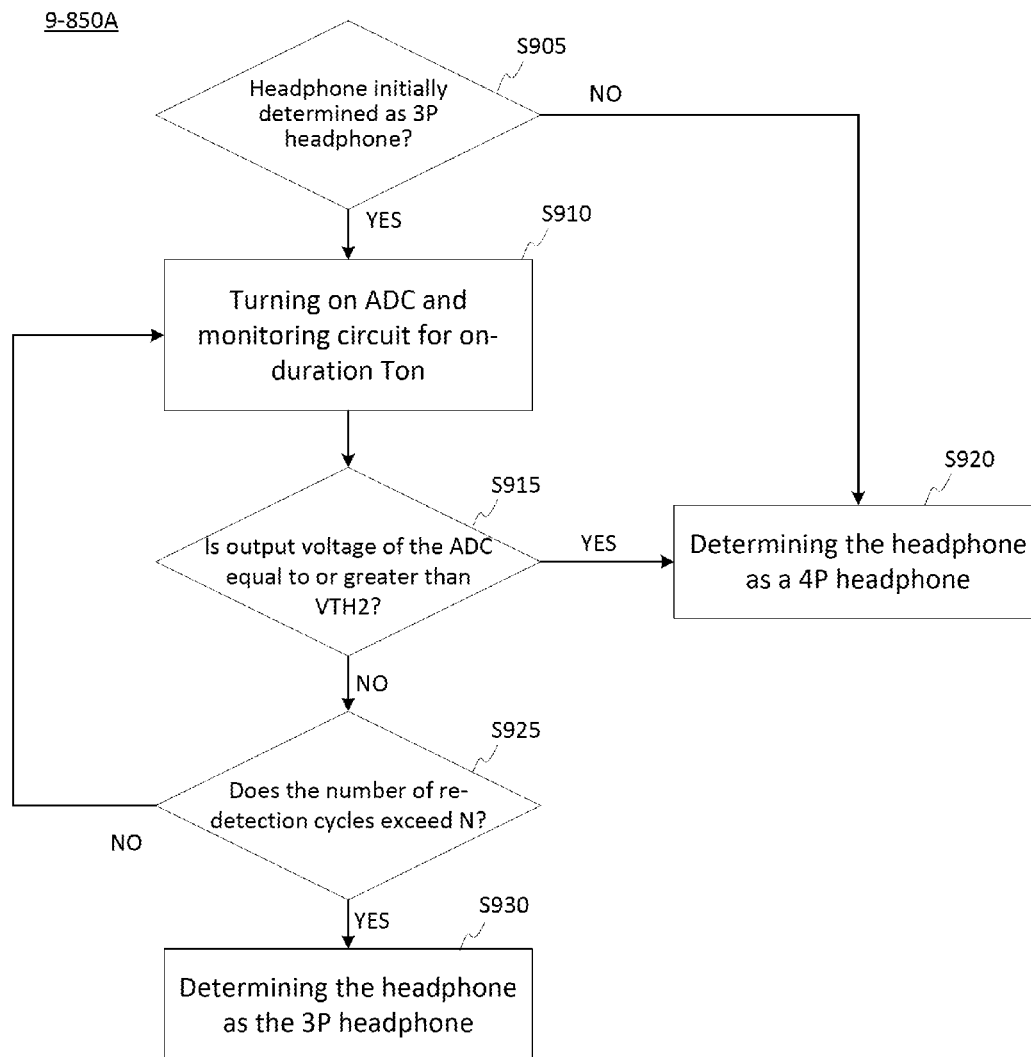 9-850A
S905
Headphone initially
determined as 3P
headphone?
NO
YES
S910
Turning on ADC and
monitoring circuit for on-
duration Ton
S915
Is output voltage of the ADC
equal to or greater than
VTH2?
YES
S920
Determining the headphone
as a 4P headphone
NO
S925
Does the number of re-
detection cycles exceed N?
NO
YES
S930
Determining the headphone
as the 3P headphone